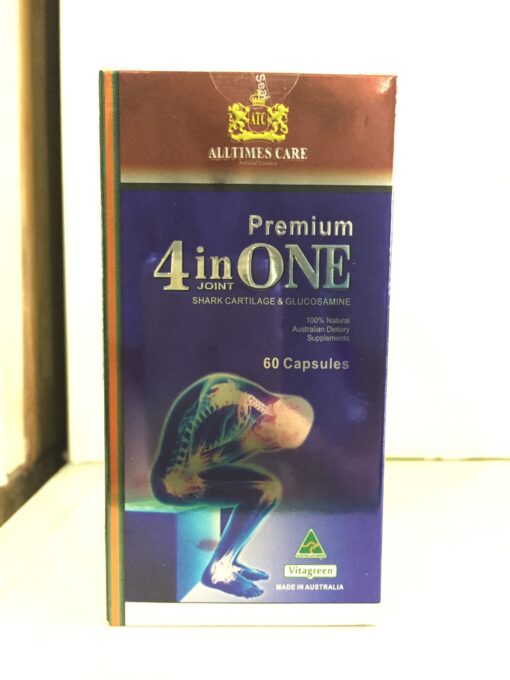 Seal
ATC
ALLTIMES CARE
Premium
4 in ONE
JOINT
SHARK CARTILAGE & GLUCOSAMINE
100% Natural
Australian Dietary
Supplements
60 Capsules
Vitagreen
MADE IN AUSTRALIA